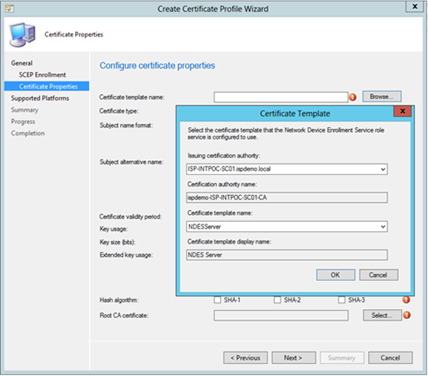 Create Certificate Profile Wizard
Certificate Properties
General
SCEP Enrollment
Certificate Properties
Supported Platforms
Summary
Progress
Completion
Configure certificate properties
Certificate template name:
Browse...
Certificate type:
Subject name format:
Subject alternative name:
Certificate validity period:
Key usage:
Key size (bits):
Extended key usage:
Hash algorithm:
SHA-1
SHA-2
SHA-3
Root CA certificate:
Select...
Certificate Template
Select the certificate template that the Network Device Enrollment Service role
service is configured to use.
Issuing certification authority:
ISP-INTPOC-SC01.ispdemo.local
Certification authority name:
ispdemo-ISP-INTPOC-SC01-CA
Certificate template name:
NDESServer
Certificate template display name:
NDES Server
OK
Cancel
< Previous
Next >
Summary
Cancel